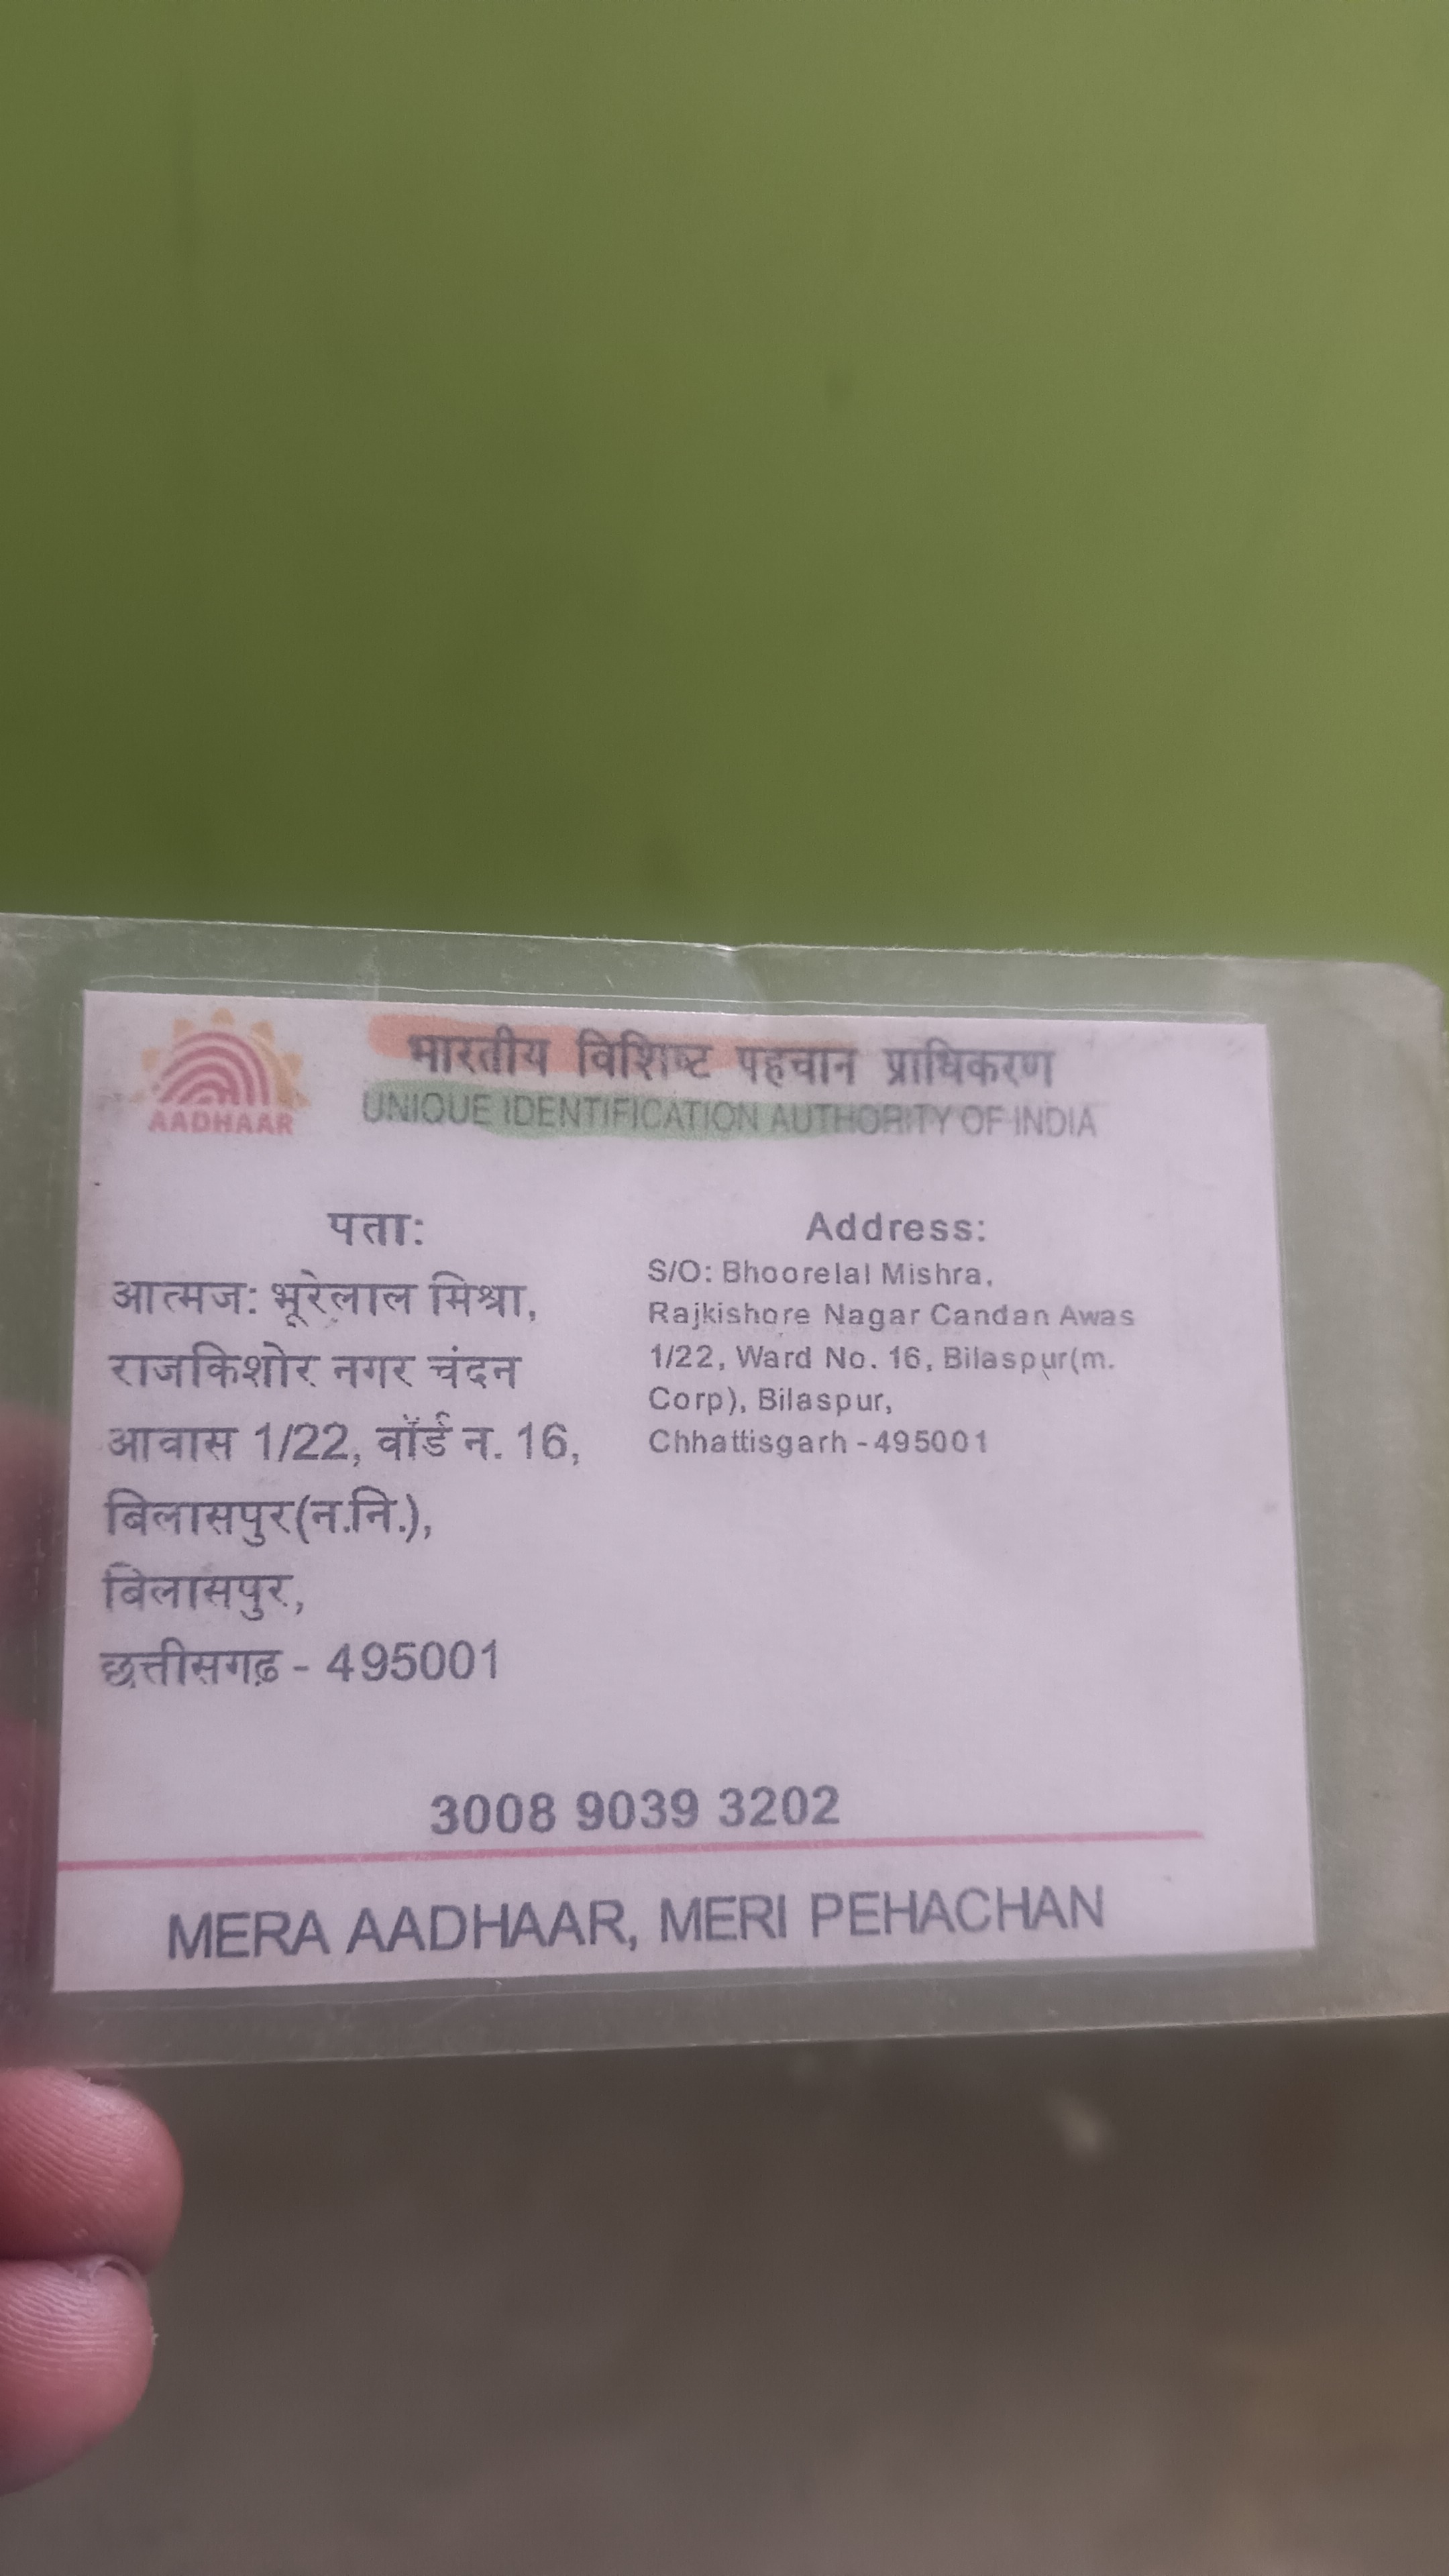 AADHAAR
भारतीय विशिष्ट पहचान प्राधिकरण
UNIQUE IDENTIFICATION AUTHORITY OF INDIA
पता:
आत्मज: भूरेलाल मिश्रा,
राजकिशोर नगर चंदन
आवास 1/22, वॉर्ड न. 16,
बिलासपुर(न.नि.),
बिलासपुर,
छत्तीसगढ़ - 495001
Address:
S/O: Bhoorelal Mishra,
Rajkishore Nagar Candan Awas
1/22, Ward No. 16, Bilaspur(m.
Corp), Bilaspur,
Chhattisgarh - 495001
3008 9039 3202
MERA AADHAAR, MERI PEHACHAN